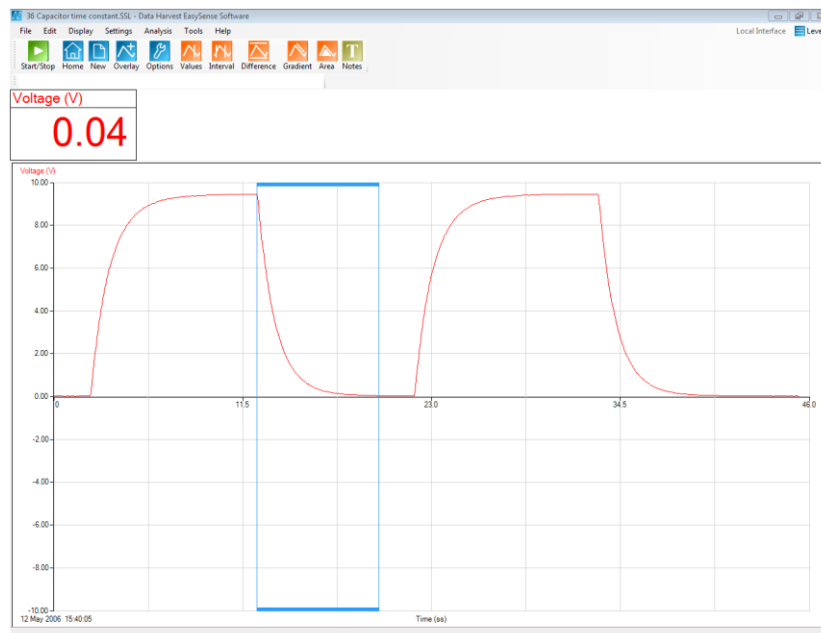 36 Capacitor time constant.SSL - Data Harvest EasySense Software
File Edit Display Settings Analysis Tools Help
Local Interface
Start/Stop Home New Overlay Options Values Interval Difference Gradient Area Notes
Voltage (V)
0.04
Voltage (V)
10.00
8.00
6.00
4.00
2.00
0.00
0 11.5 23.0 34.5 46.0
-2.00
-4.00
-6.00
-8.00
-10.00
12 May 2006 15:40:05 Time (ss)